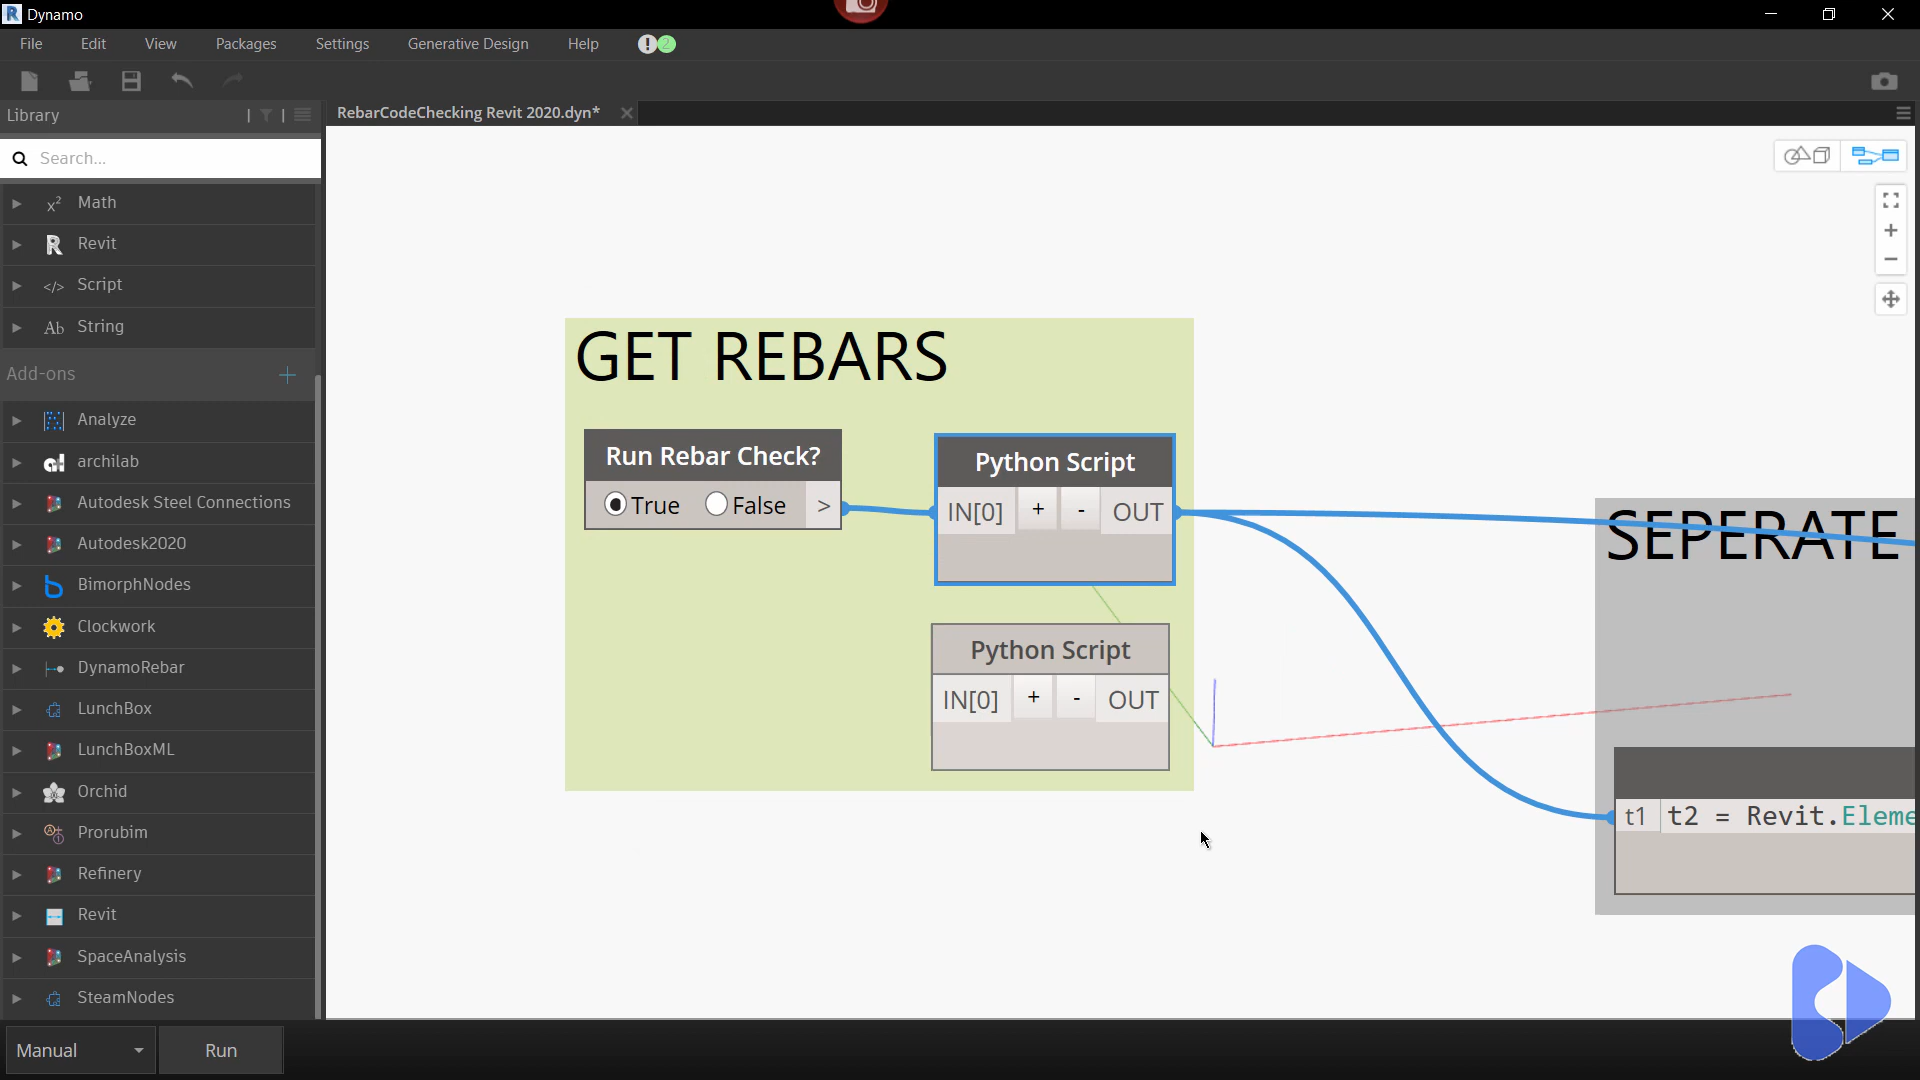 Dynamo
File Edit View Packages Settings Generative Design Help ! 2
Library
RebarCodeChecking Revit 2020.dyn*
Search...
Math
Revit
Script
Ab String
Add-ons
Analyze
archilab
Autodesk Steel Connections
Autodesk2020
BimorphNodes
Clockwork
DynamoRebar
LunchBox
LunchBoxML
Orchid
Prorubim
Refinery
Revit
SpaceAnalysis
SteamNodes
Manual
Run
GET REBARS
Run Rebar Check?
True False >
Python Script
IN[0] + - OUT
Python Script
IN[0] + - OUT
SEPERATE
t1 t2 = Revit.Eleme